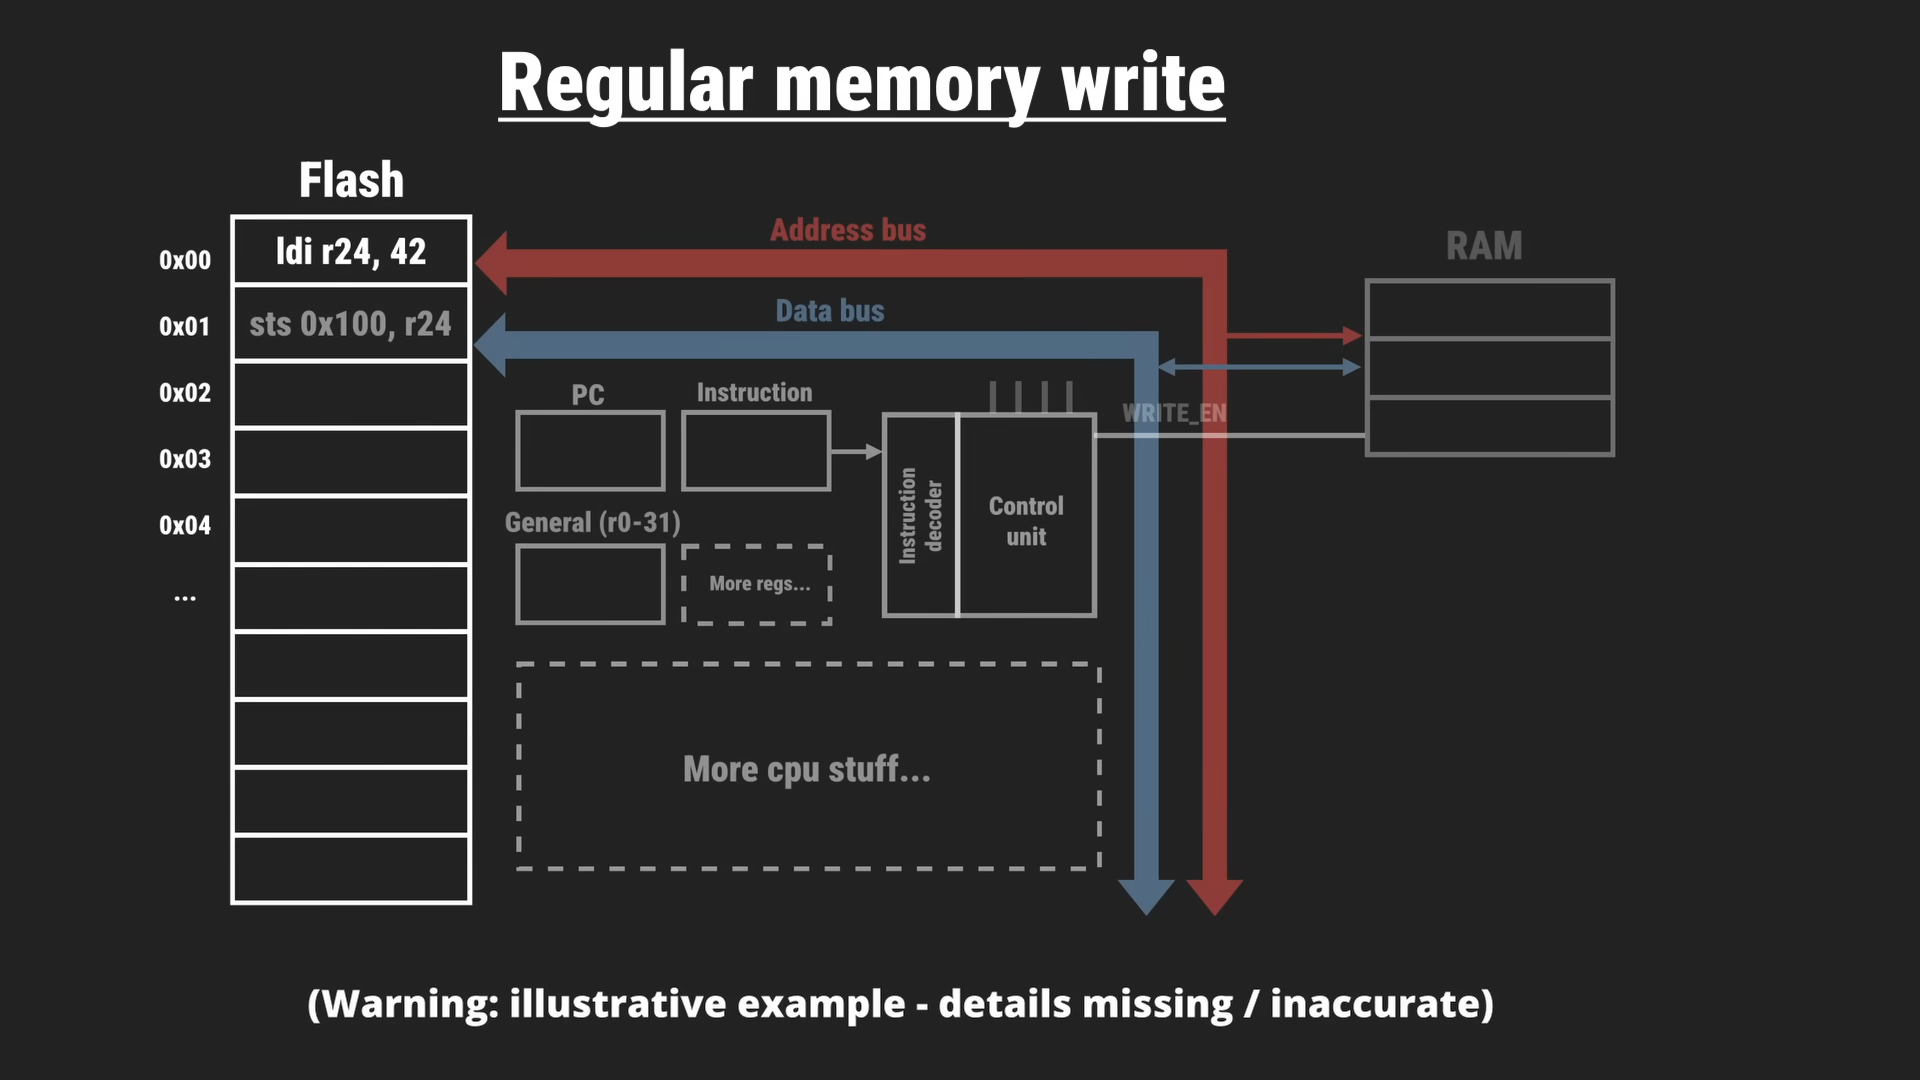 Regular memory write
Flash
0x00
ldi r24, 42
0x01
sts 0x100, r24
0x02
0x03
0x04
...
Address bus
Data bus
RAM
PC
Instruction
General (r0-31)
More regs...
Instruction
decoder
Control
unit
WRITE_EN
More cpu stuff...
(Warning: illustrative example - details missing / inaccurate)